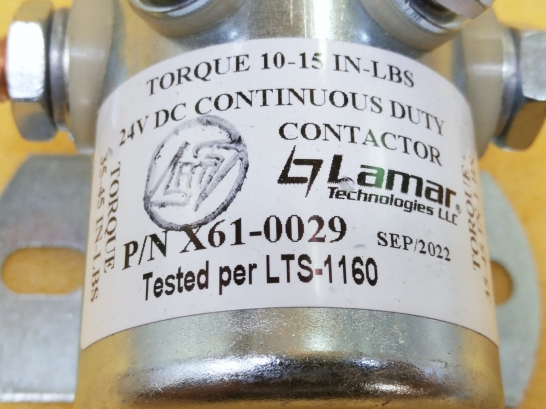 TORQUE 10-15 IN-LBS
24V DC CONTINUOUS DUTY
CONTACTOR
Lamar®
Technologies LLC
P/N X61-0029
SEP/2022
Tested per LTS-1160
TORQUE
35-45 IN-LBS
TORQUE